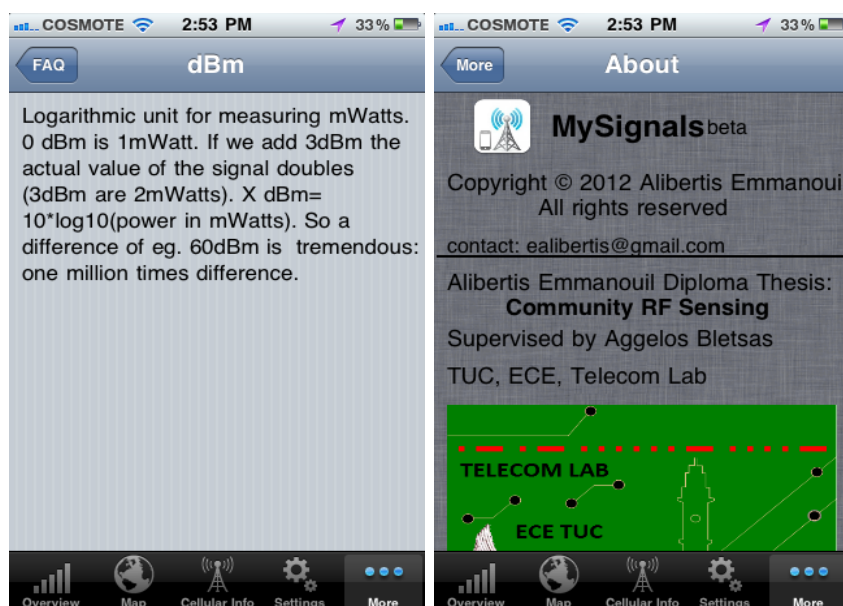 COSMOTE 2:53 PM 33%
FAQ dBm
Logarithmic unit for measuring mWatts.
0 dBm is 1mWatt. If we add 3dBm the
actual value of the signal doubles
(3dBm are 2mWatts). X dBm=
10*log10(power in mWatts). So a
difference of eg. 60dBm is tremendous:
one million times difference.
Overview Map Cellular Info Settings More
COSMOTE 2:53 PM 33%
More About
MySignals beta
Copyright © 2012 Alibertis Emmanoui
All rights reserved
contact: ealibertis@gmail.com
Alibertis Emmanouil Diploma Thesis:
Community RF Sensing
Supervised by Aggelos Bletsas
TUC, ECE, Telecom Lab
TELECOM LAB
ECE TUC
Overview Map Cellular Info Settings More